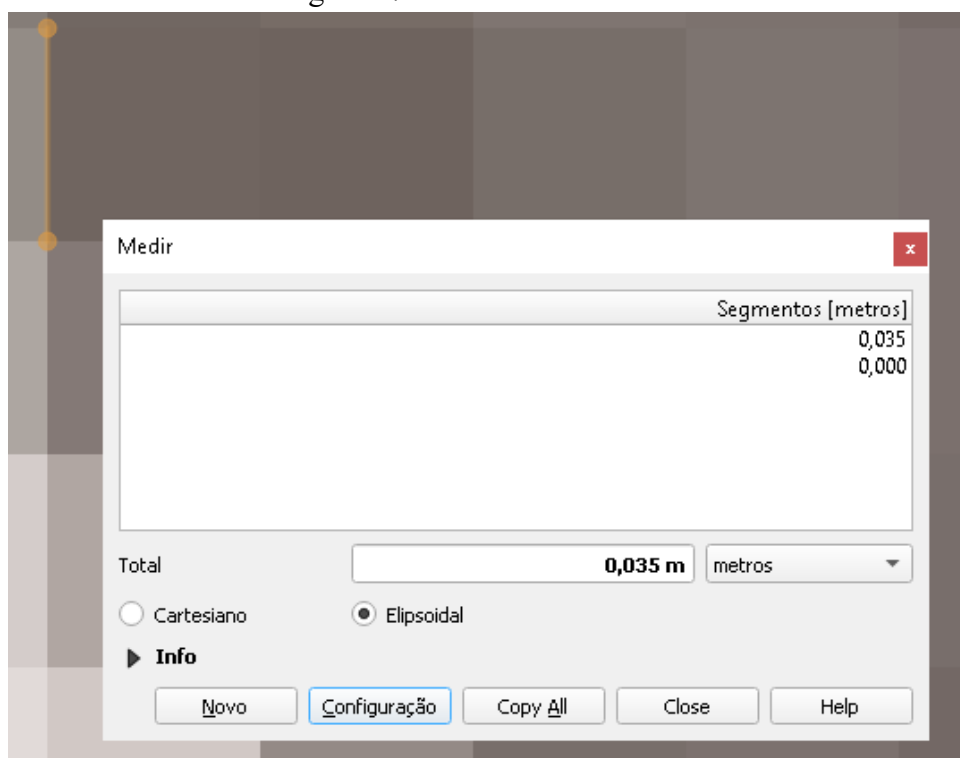 Medir
x
Segmentos [metros]
0,035
0,000
Total 0,035 m metros
Cartesiano Elipsoidal
Info
Novo Configuração Copy All Close Help